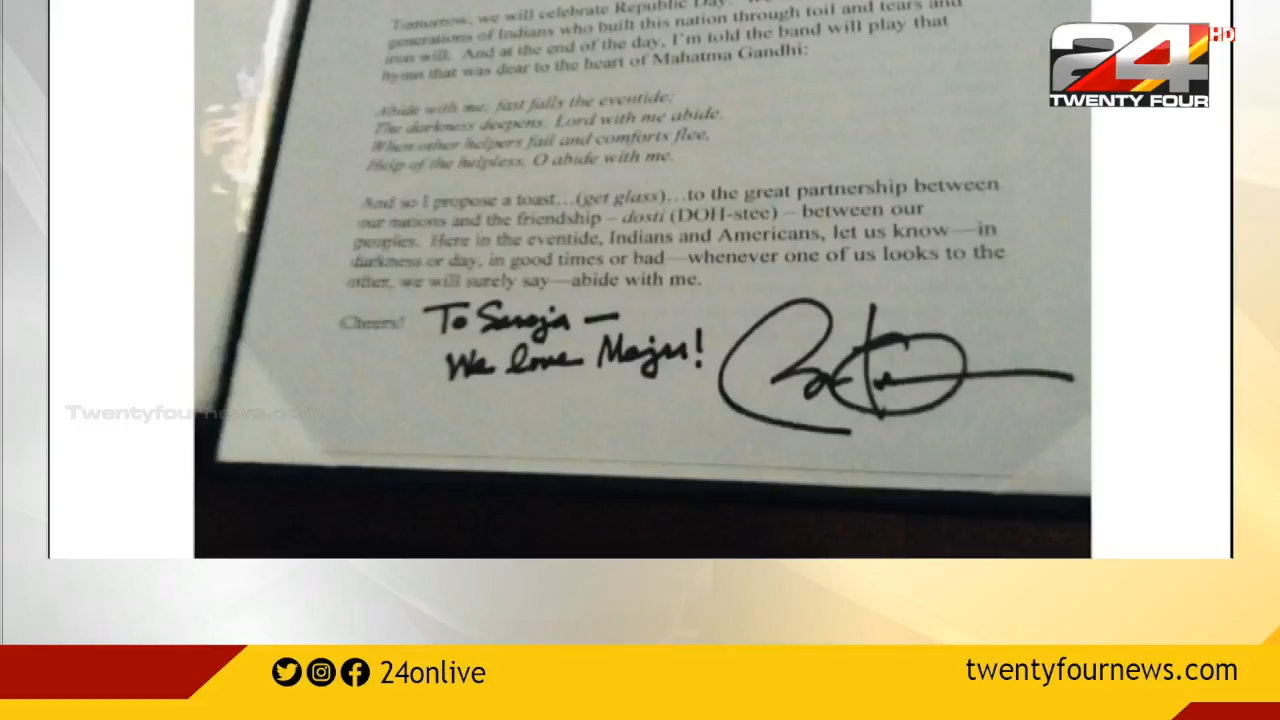 Tomorrow, we will celebrate Republic Day.
generations of Indians who built this nation through toil and tears and
iron will. And at the end of the day, I'm told the band will play that
hymn that was dear to the heart of Mahatma Gandhi:
Abide with me; fast falls the eventide;
The darkness deepens. Lord with me abide.
When other helpers fail and comforts flee,
Help of the helpless, O abide with me.
And so I propose a toast…(get glass)…to the great partnership between
our nations and the friendship – dosti (DOH-stee) – between our
peoples. Here in the eventide, Indians and Americans, let us know—in
darkness or day, in good times or bad—whenever one of us looks to the
other, we will surely say—abide with me.
Cheers!
To Saroja —
We love Maju!
24
HD
TWENTY FOUR
Twentyfournews.com
24onlive
twentyfournews.com